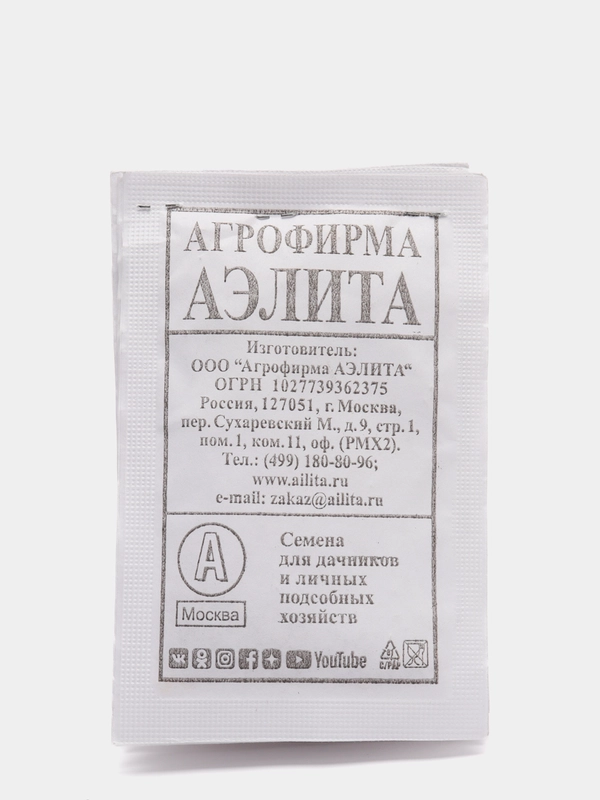 АГРОФИРМА
АЭЛИТА
Изготовитель:
ООО “Агрофирма АЭЛИТА“
ОГРН 1027739362375
Россия, 127051, г. Москва,
пер. Сухаревский М., д. 9, стр. 1,
пом. 1, ком. 11, оф. (РМХ2).
Тел.: (499) 180-80-96;
www.ailita.ru
e-mail: zakaz@ailita.ru
А
Москва
Семена
для дачников
и личных
подсобных
хозяйств
YouTube
C/PAP